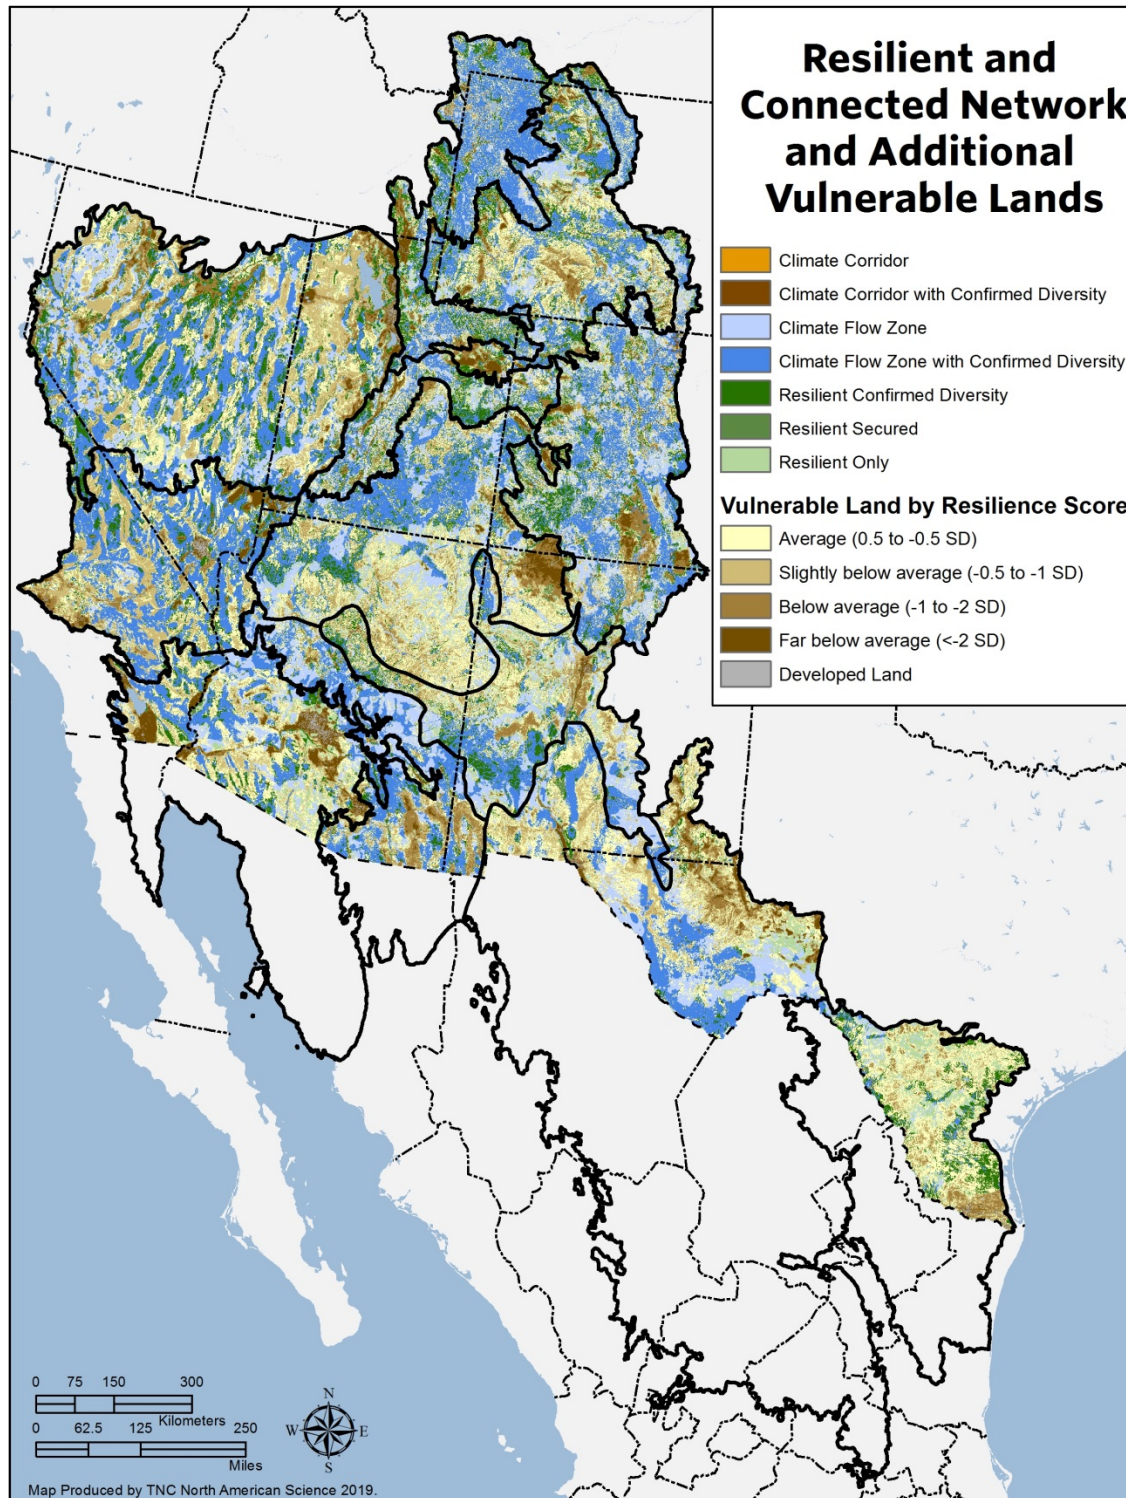 Resilient and
Connected Network
and Additional
Vulnerable Lands
Climate Corridor
Climate Corridor with Confirmed Diversity
Climate Flow Zone
Climate Flow Zone with Confirmed Diversity
Resilient Confirmed Diversity
Resilient Secured
Resilient Only
Vulnerable Land by Resilience Score
Average (0.5 to -0.5 SD)
Slightly below average (-0.5 to -1 SD)
Below average (-1 to -2 SD)
Far below average (<-2 SD)
Developed Land
0 75 150 300
Kilometers
0 62.5 125 250
Miles
N
W E
S
Map Produced by TNC North American Science 2019.